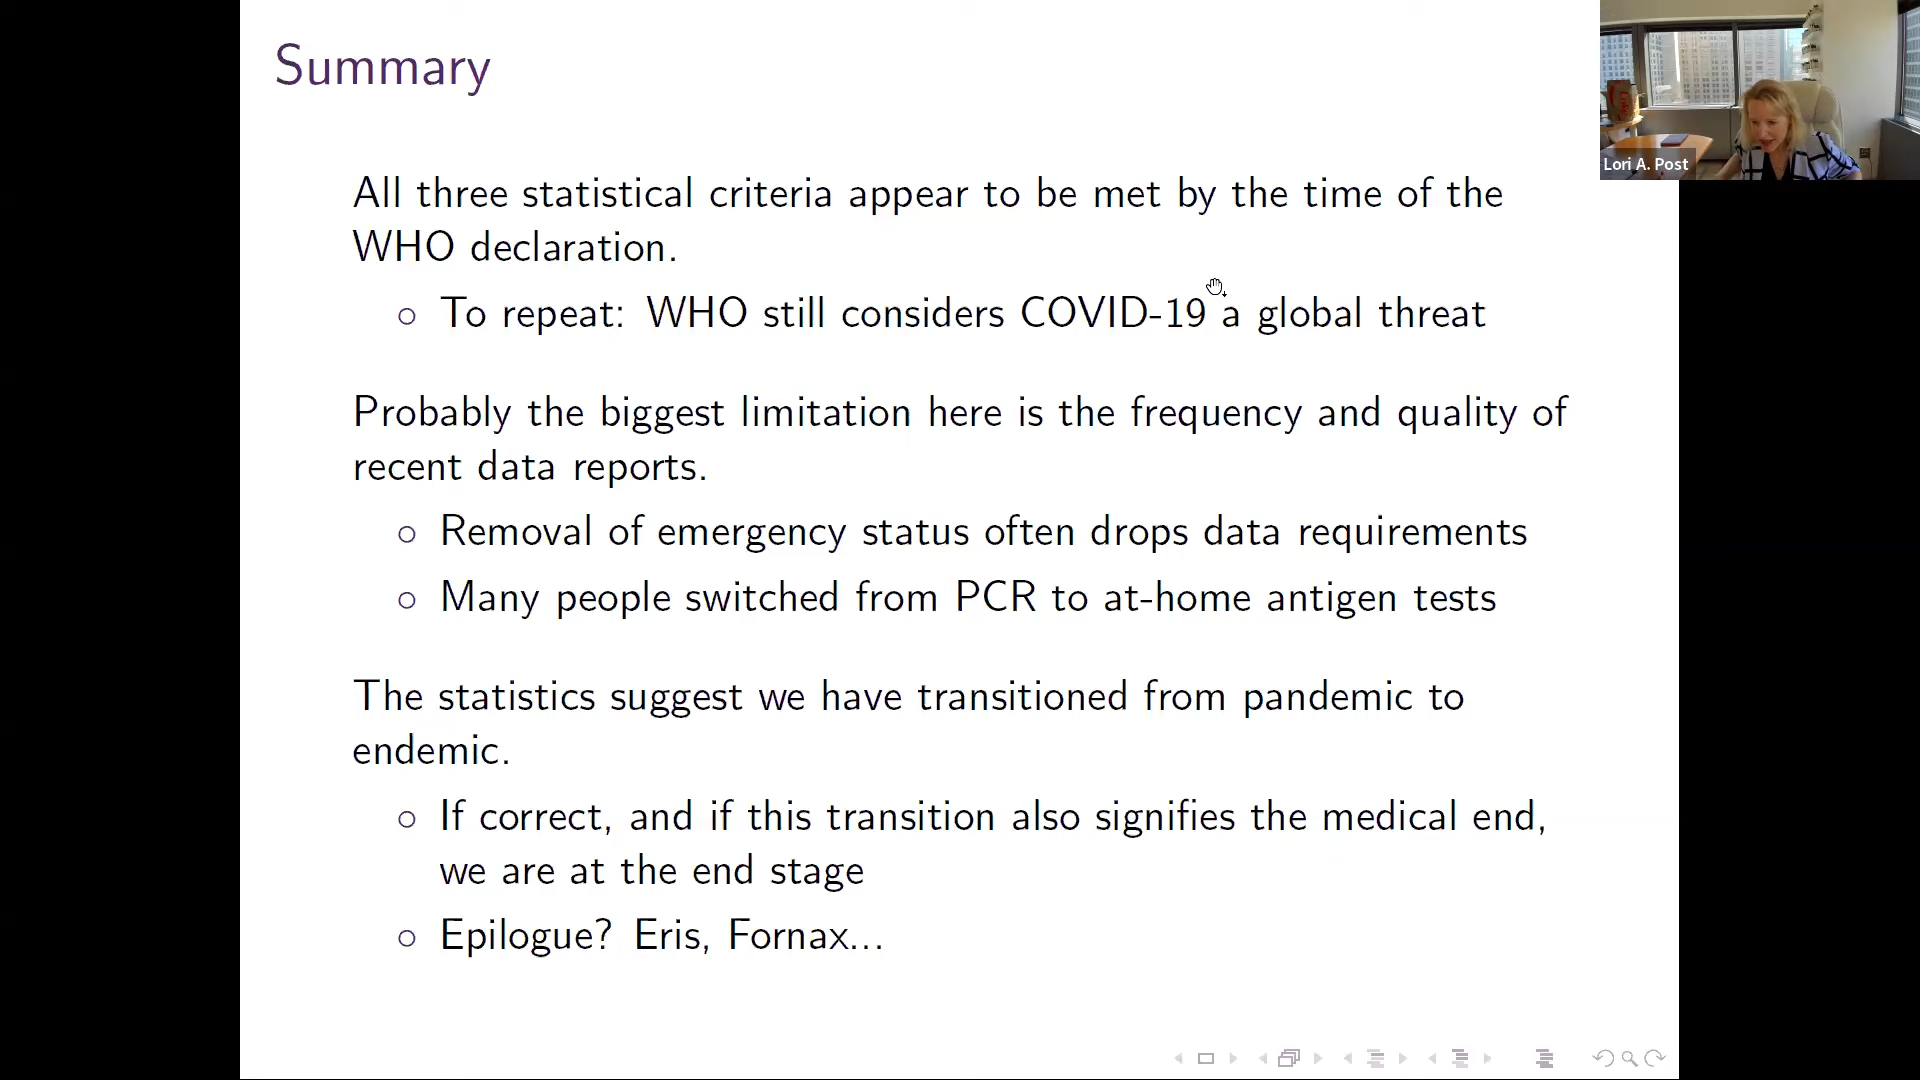 Summary
All three statistical criteria appear to be met by the time of the
WHO declaration.
○ To repeat: WHO still considers COVID-19 a global threat
Probably the biggest limitation here is the frequency and quality of
recent data reports.
○ Removal of emergency status often drops data requirements
○ Many people switched from PCR to at-home antigen tests
The statistics suggest we have transitioned from pandemic to
endemic.
○ If correct, and if this transition also signifies the medical end,
we are at the end stage
○ Epilogue? Eris, Fornax...
Lori A. Post